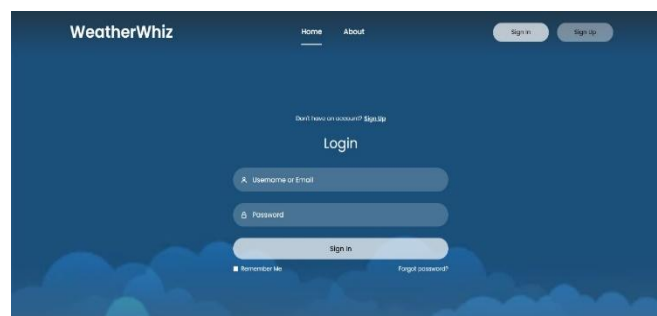 WeatherWhiz Home About Sign In Sign Up
Don't have an account? Sign Up
Login
Username or Email
Password
Sign In
Remember Me Forgot password?